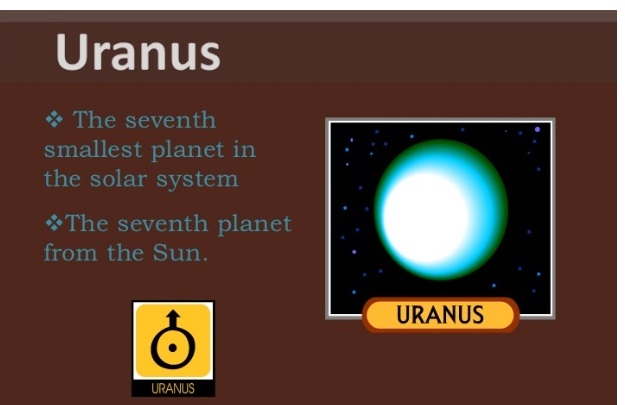 Uranus
❖ The seventh
smallest planet in
the solar system
❖The seventh planet
from the Sun.
URANUS
URANUS